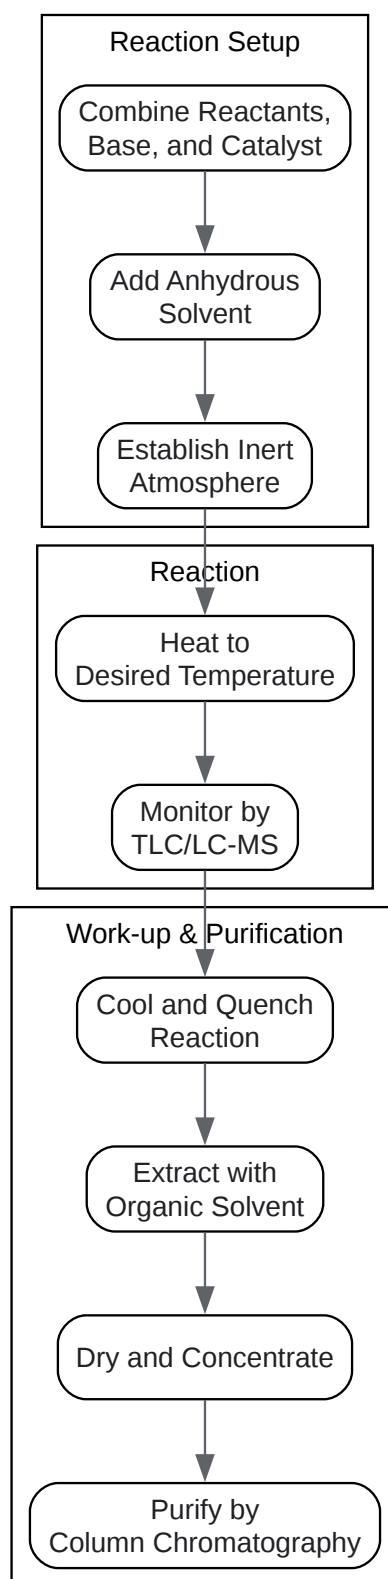 Reaction Setup
Combine Reactants,
Base, and Catalyst
Add Anhydrous
Solvent
Establish Inert
Atmosphere
Reaction
Heat to
Desired Temperature
Monitor by
TLC/LC-MS
Work-up & Purification
Cool and Quench
Reaction
Extract with
Organic Solvent
Dry and Concentrate
Purify by
Column Chromatography